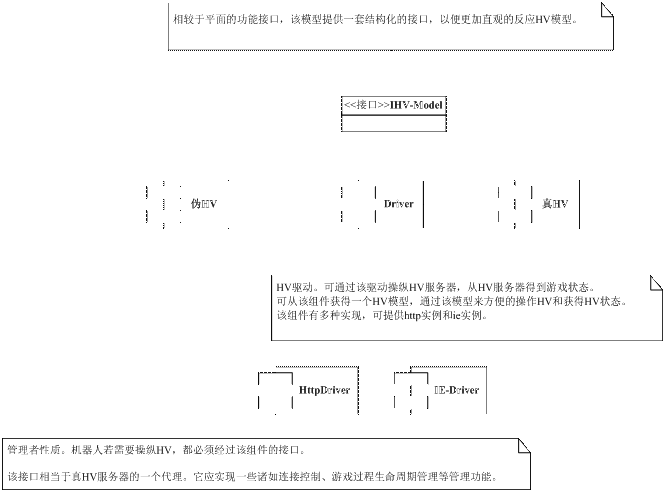 相较于平面的功能接口，该模型提供一套结构化的接口，以便更加直观的反应HV模型。
<<接口>>IHV-Model
伪HV
Driver
真HV
HV驱动。可通过该驱动操纵HV服务器，从HV服务器得到游戏状态。
可从该组件获得一个HV模型，通过该模型来方便的操作HV和获得HV状态。
该组件有多种实现，可提供http实例和ie实例。
HttpDriver
IE-Driver
管理者性质。机器人若需要操纵HV，都必须经过该组件的接口。
该接口相当于真HV服务器的一个代理。它应实现一些诸如连接控制、游戏过程生命周期管理等管理功能。